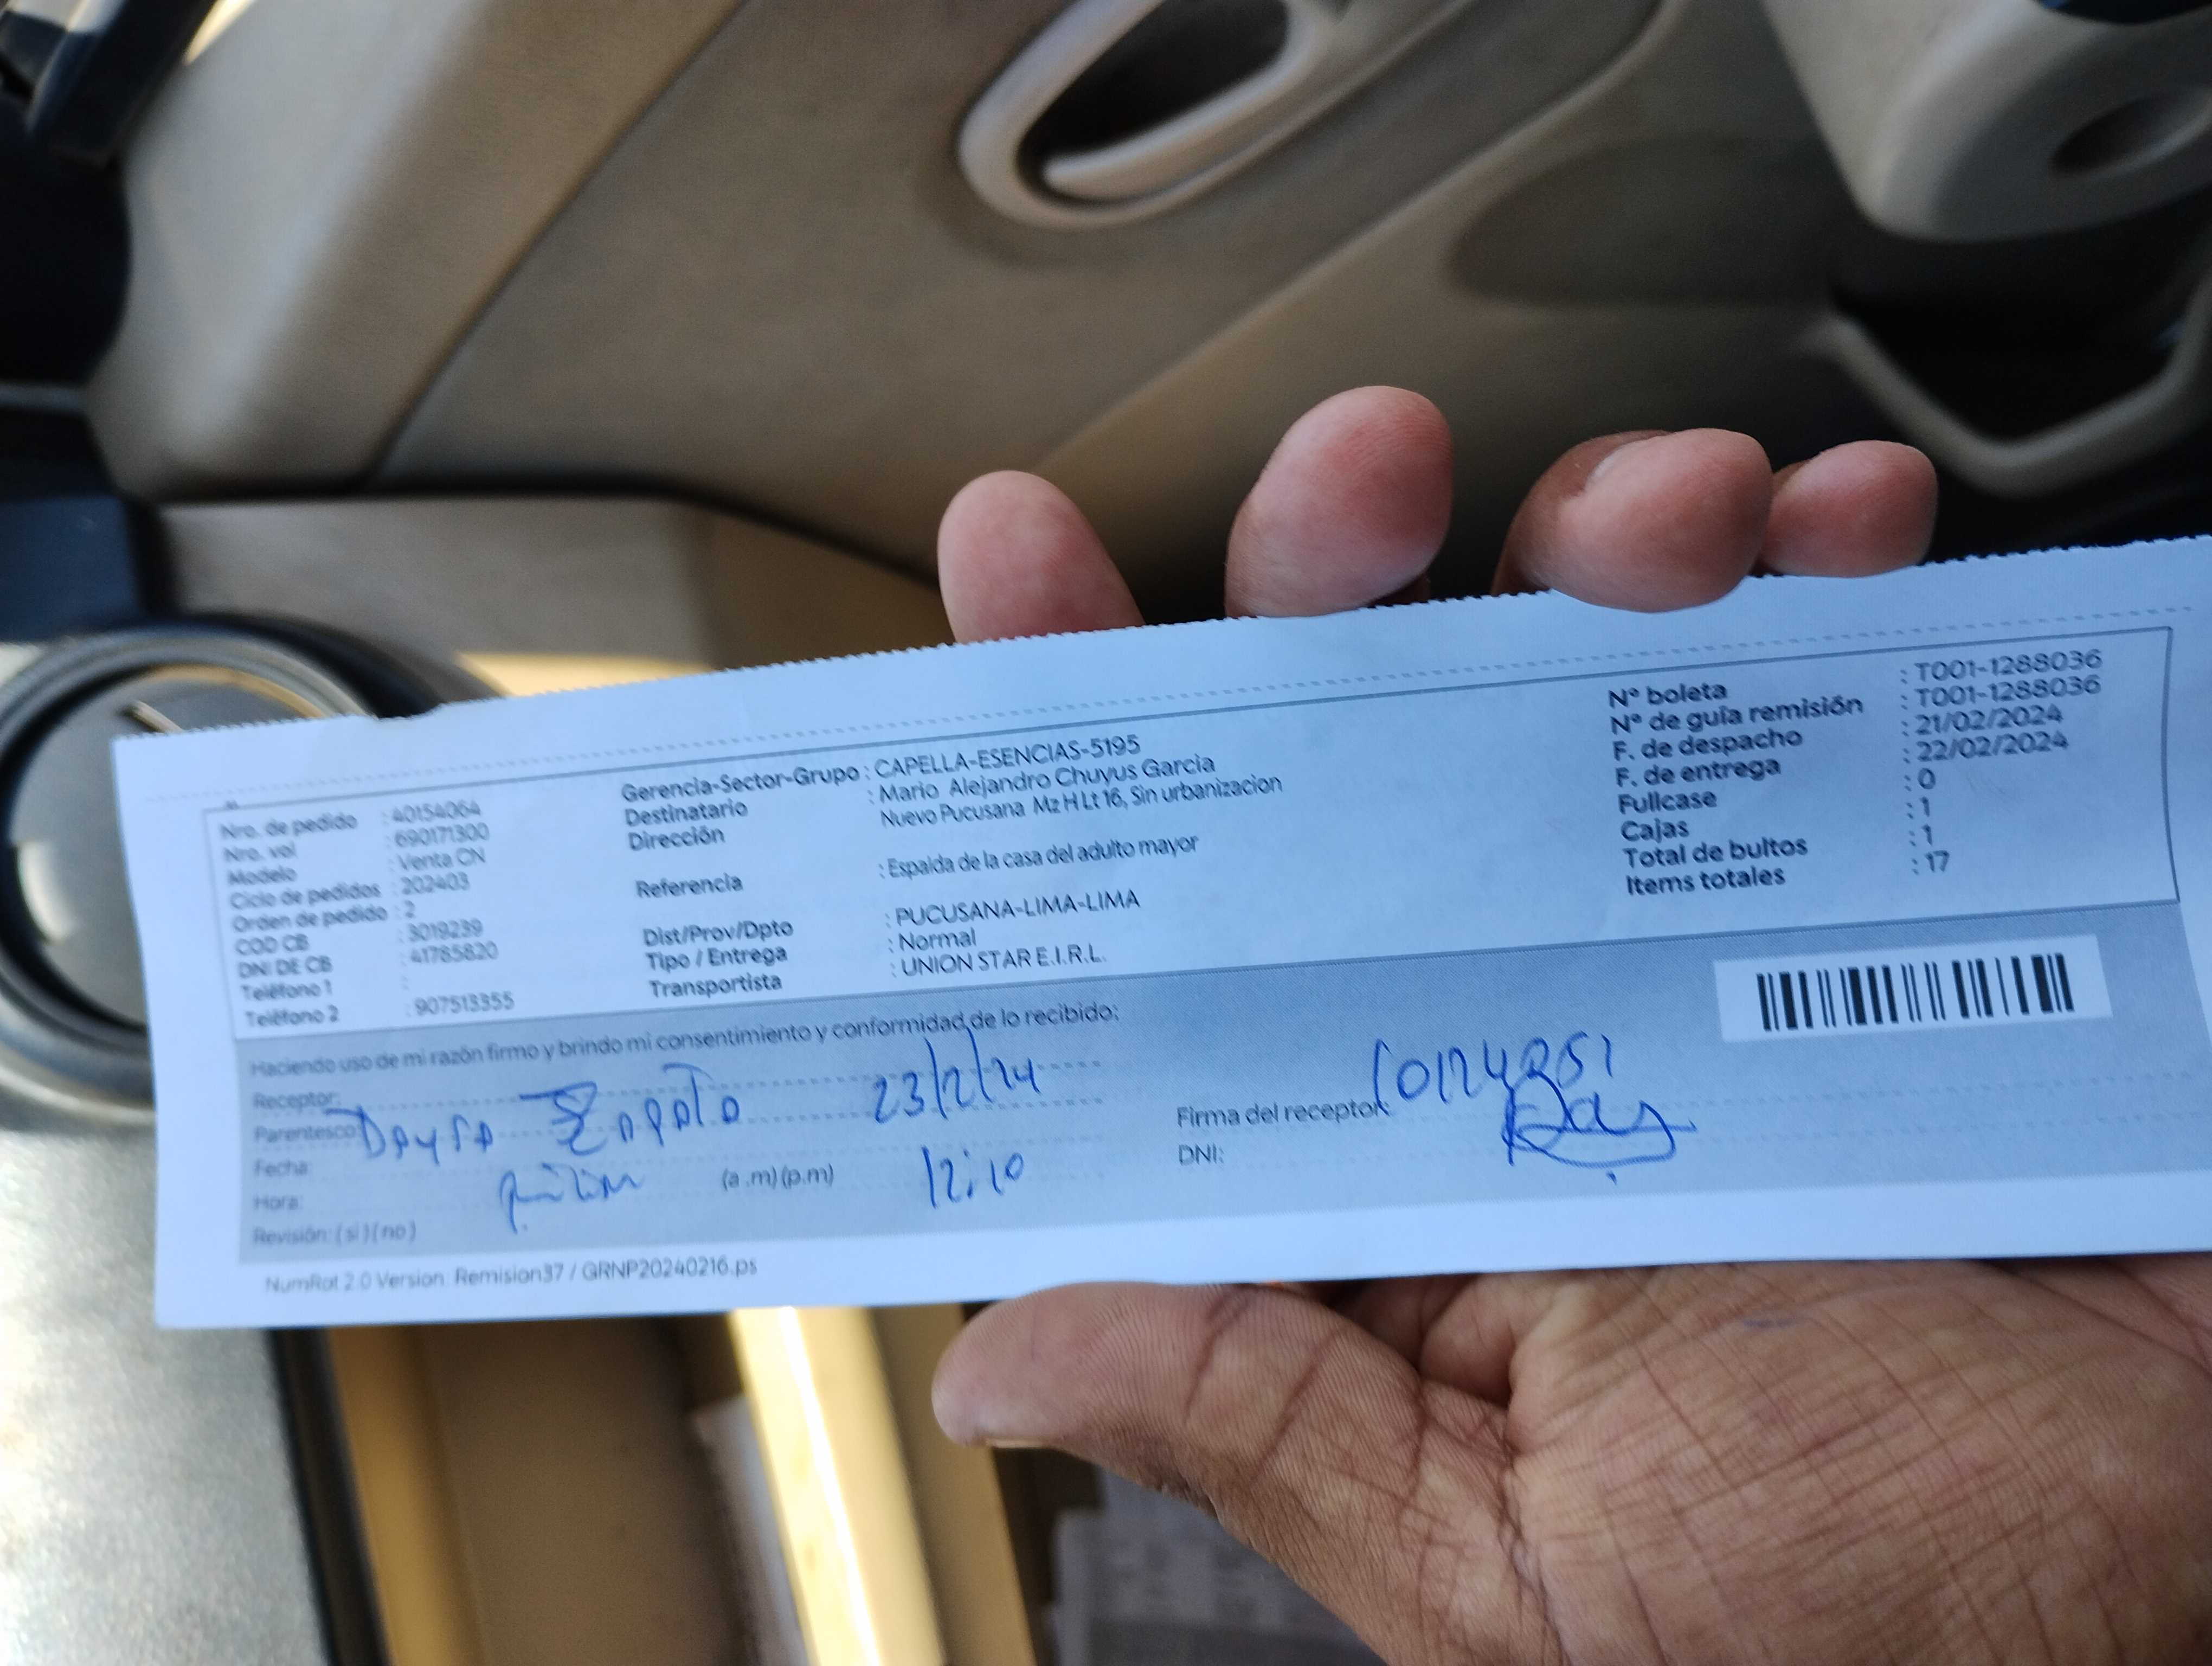 Nro. de pedido : 40154064
Nro. vol : 690171300
Modelo : Venta CN
Ciclo de pedidos : 202403
Orden de pedido : 2
COD CB : 3019239
DNI DE CB : 41785820
Teléfono 1 :
Teléfono 2 : 907513355
Gerencia-Sector-Grupo : CAPELLA-ESENCIAS-5195
Destinatario : Mario Alejandro Chuyus Garcia
Dirección Nuevo Pucusana Mz H Lt 16, Sin urbanizacion
Referencia : Espalda de la casa del adulto mayor
Dist/Prov/Dpto : PUCUSANA-LIMA-LIMA
Tipo / Entrega : Normal
Transportista : UNION STAR E.I.R.L.
Nº boleta : T001-1288036
Nº de guía remisión : T001-1288036
F. de despacho : 21/02/2024
F. de entrega : 22/02/2024
Fullcase : 0
Cajas : 1
Total de bultos : 1
Items totales : 17
Haciendo uso de mi razón firmo y brindo mi consentimiento y conformidad de lo recibido:
Receptor:
Parentesco: 23/2/24
Fecha:
Hora: (a .m) (p.m) 12:10
Revisión: ( si ) ( no )
Firma del receptor:
DNI:
NumRot 2.0 Version: Remision37 / GRNP20240216.ps